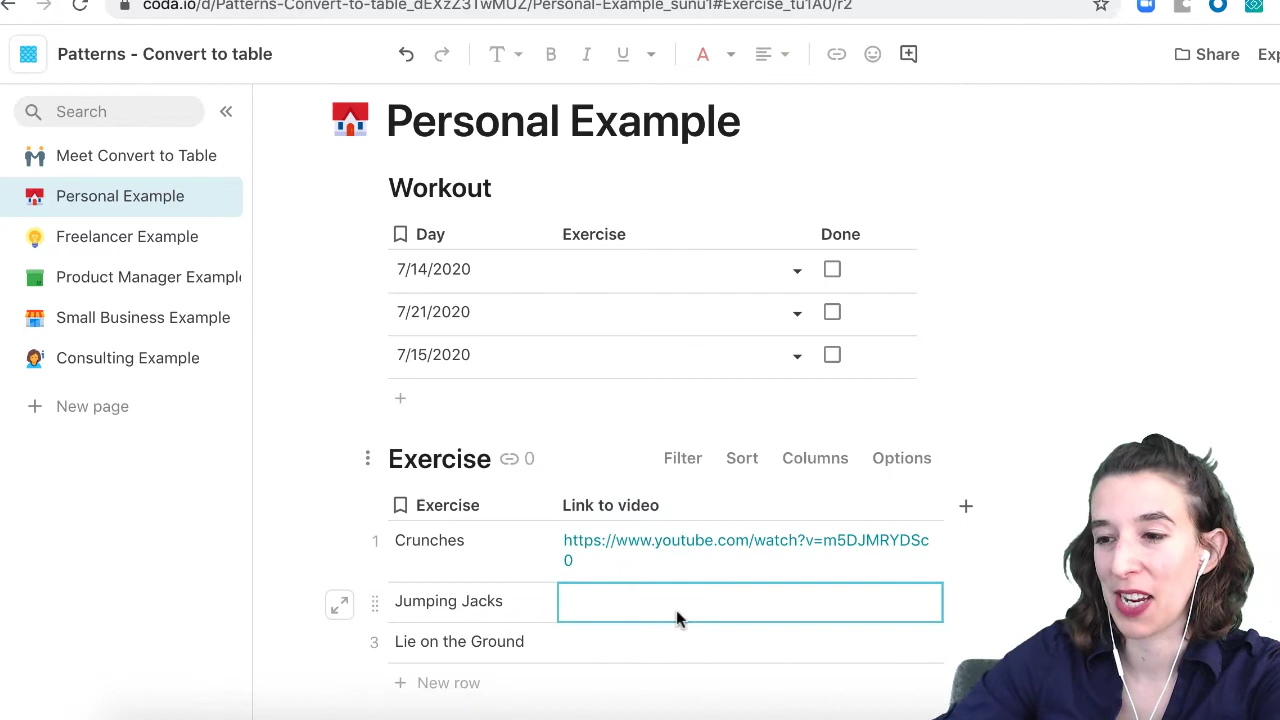 coda.io/d/Patterns-Convert-to-table_dEXzZ3TwMUZ/Personal-Example_sunu1#Exercise_tu1A0/r2
Patterns - Convert to table
T
B
I
U
A
Share
Exp
Search
Meet Convert to Table
Personal Example
Freelancer Example
Product Manager Example
Small Business Example
Consulting Example
New page
Personal Example
Workout
Day Exercise Done
7/14/2020
7/21/2020
7/15/2020
Exercise 0 Filter Sort Columns Options
Exercise Link to video
1 Crunches https://www.youtube.com/watch?v=m5DJMRYDSc
0
Jumping Jacks
3 Lie on the Ground
+ New row